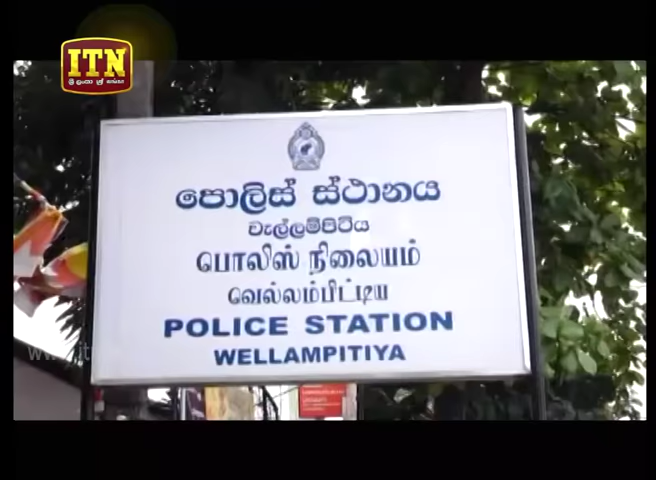 ITN
පොලිස් ස්ථානය
වැල්ලම්පිටිය
பொலிஸ் நிலையம்
வெல்லம்பிட்டிய
POLICE STATION
WELLAMPITIYA